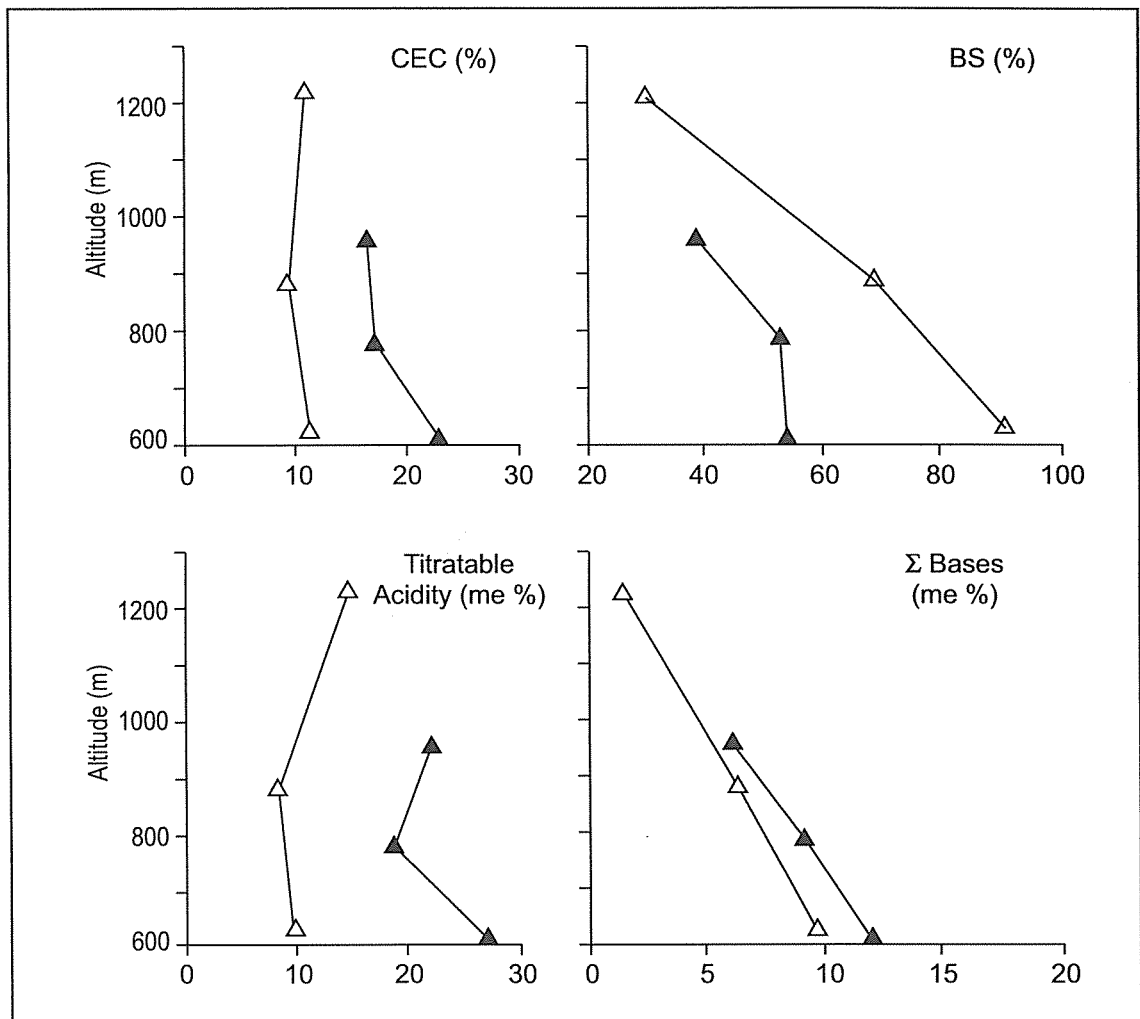 CEC (%)
1200
1000
800
600
Altitude (m)
0 10 20 30
BS (%)
20 40 60 80 100
Titratable
Acidity (me %)
1200
1000
800
600
Altitude (m)
0 10 20 30
Σ Bases
(me %)
0 5 10 15 20